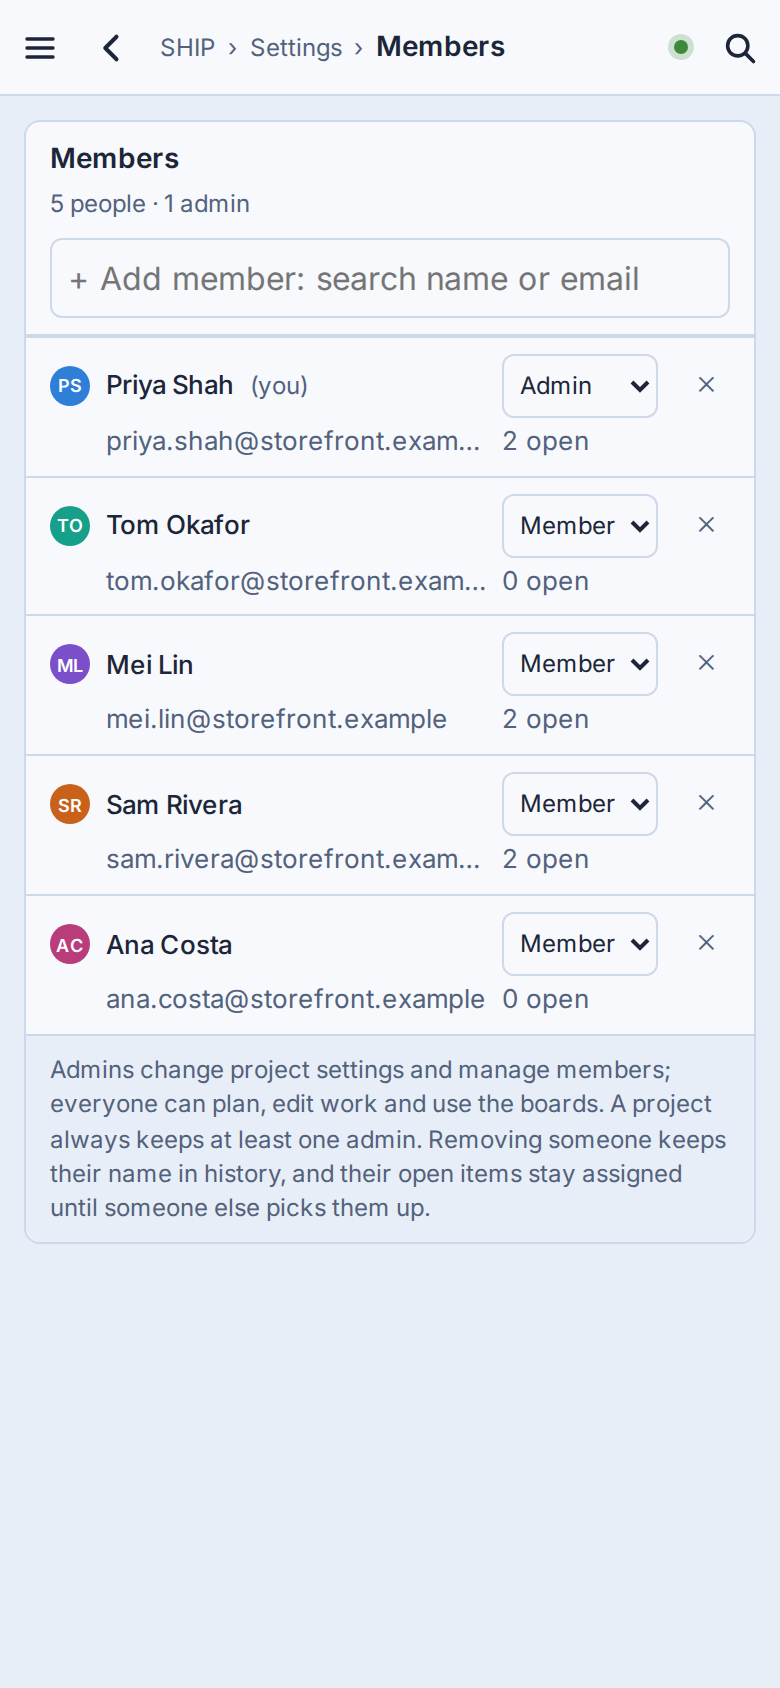 SHIP › Settings › Members
Members
5 people · 1 admin
+ Add member: search name or email
PS Priya Shah (you) Admin ×
priya.shah@storefront.exam... 2 open
TO Tom Okafor Member ×
tom.okafor@storefront.exam... 0 open
ML Mei Lin Member ×
mei.lin@storefront.example 2 open
SR Sam Rivera Member ×
sam.rivera@storefront.exam... 2 open
AC Ana Costa Member ×
ana.costa@storefront.example 0 open
Admins change project settings and manage members;
everyone can plan, edit work and use the boards. A project
always keeps at least one admin. Removing someone keeps
their name in history, and their open items stay assigned
until someone else picks them up.